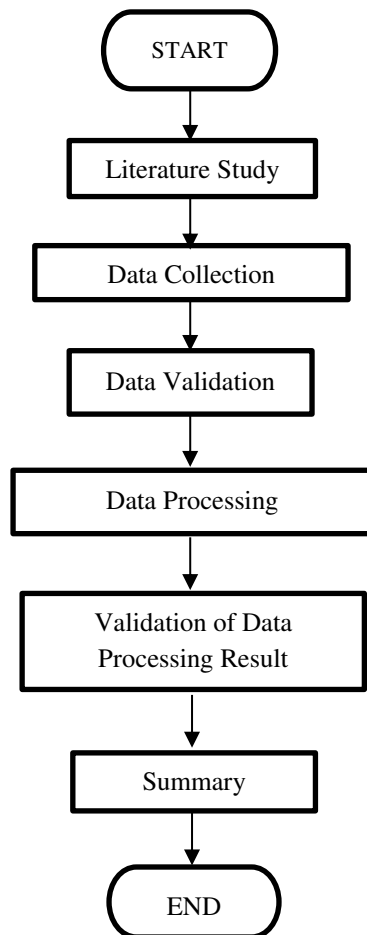 START
Literature Study
Data Collection
Data Validation
Data Processing
Validation of Data
Processing Result
Summary
END